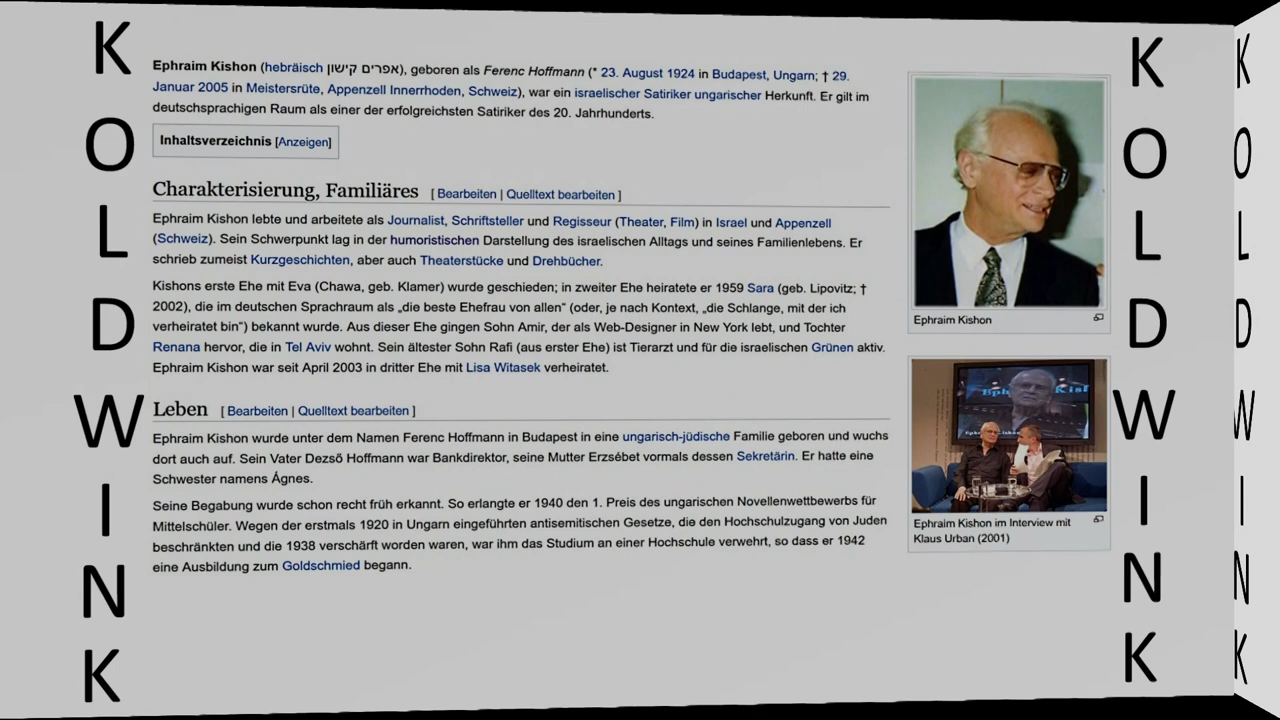 K
O
L
D
W
I
N
K
Ephraim Kishon (hebräisch אפרים קישון), geboren als Ferenc Hoffmann (* 23. August 1924 in Budapest, Ungarn; † 29.
Januar 2005 in Meistersrüte, Appenzell Innerrhoden, Schweiz), war ein israelischer Satiriker ungarischer Herkunft. Er gilt im
deutschsprachigen Raum als einer der erfolgreichsten Satiriker des 20. Jahrhunderts.
Inhaltsverzeichnis [Anzeigen]
Charakterisierung, Familiäres [ Bearbeiten | Quelltext bearbeiten ]
Ephraim Kishon lebte und arbeitete als Journalist, Schriftsteller und Regisseur (Theater, Film) in Israel und Appenzell
(Schweiz). Sein Schwerpunkt lag in der humoristischen Darstellung des israelischen Alltags und seines Familienlebens. Er
schrieb zumeist Kurzgeschichten, aber auch Theaterstücke und Drehbücher.
Kishons erste Ehe mit Eva (Chawa, geb. Klamer) wurde geschieden; in zweiter Ehe heiratete er 1959 Sara (geb. Lipovitz; †
2002), die im deutschen Sprachraum als „die beste Ehefrau von allen“ (oder, je nach Kontext, „die Schlange, mit der ich
verheiratet bin“) bekannt wurde. Aus dieser Ehe gingen Sohn Amir, der als Web-Designer in New York lebt, und Tochter
Renana hervor, die in Tel Aviv wohnt. Sein ältester Sohn Rafi (aus erster Ehe) ist Tierarzt und für die israelischen Grünen aktiv.
Ephraim Kishon war seit April 2003 in dritter Ehe mit Lisa Witasek verheiratet.
Leben [ Bearbeiten | Quelltext bearbeiten ]
Ephraim Kishon wurde unter dem Namen Ferenc Hoffmann in Budapest in eine ungarisch-jüdische Familie geboren und wuchs
dort auch auf. Sein Vater Dezső Hoffmann war Bankdirektor, seine Mutter Erzsébet vormals dessen Sekretärin. Er hatte eine
Schwester namens Ágnes.
Seine Begabung wurde schon recht früh erkannt. So erlangte er 1940 den 1. Preis des ungarischen Novellenwettbewerbs für
Mittelschüler. Wegen der erstmals 1920 in Ungarn eingeführten antisemitischen Gesetze, die den Hochschulzugang von Juden
beschränkten und die 1938 verschärft worden waren, war ihm das Studium an einer Hochschule verwehrt, so dass er 1942
eine Ausbildung zum Goldschmied begann.
Ephraim Kishon
Ephraim Kishon im Interview mit
Klaus Urban (2001)
K
O
L
D
W
I
N
K
K
O
L
D
W
I
N
K